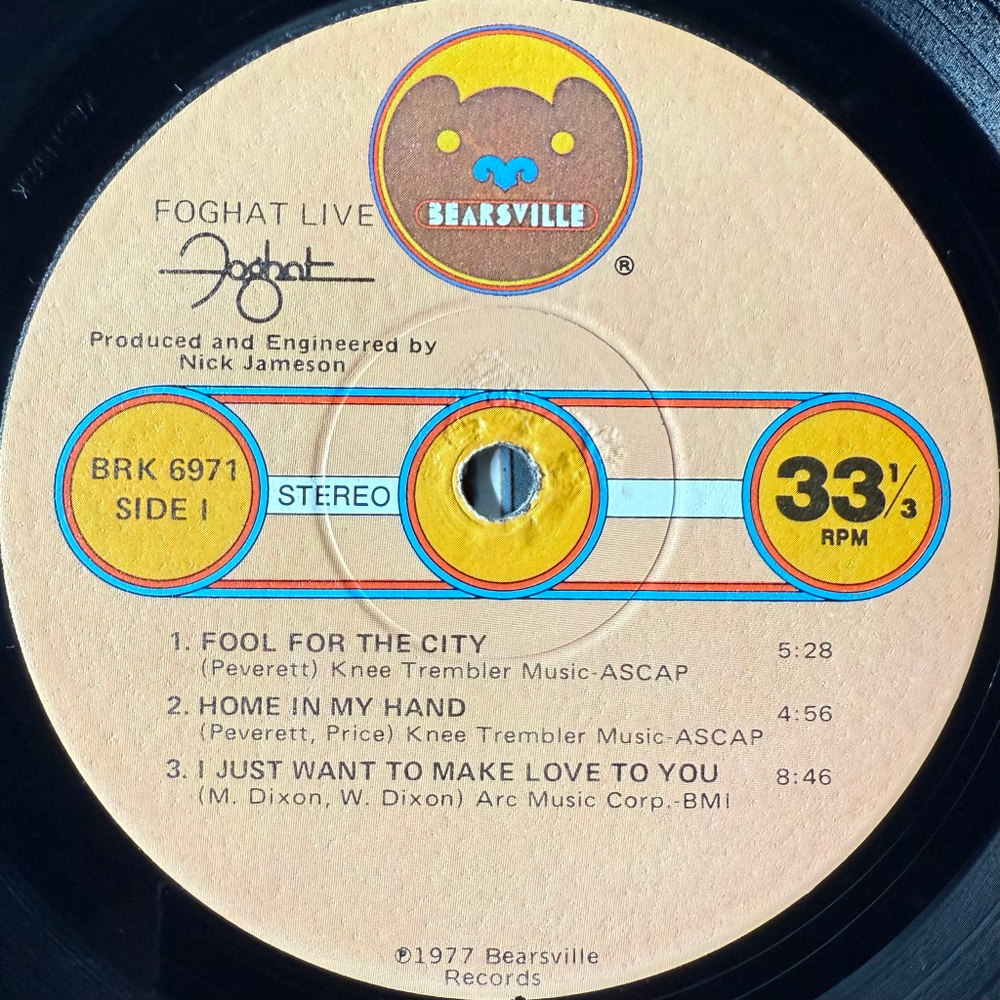 BEARSVILLE
®
FOGHAT LIVE
Foghat
Produced and Engineered by
Nick Jameson
BRK 6971
SIDE 1
STEREO
33 1/3
RPM
1. FOOL FOR THE CITY 5:28
(Peverett) Knee Trembler Music-ASCAP
2. HOME IN MY HAND 4:56
(Peverett, Price) Knee Trembler Music-ASCAP
3. I JUST WANT TO MAKE LOVE TO YOU 8:46
(M. Dixon, W. Dixon) Arc Music Corp.-BMI
℗1977 Bearsville
Records